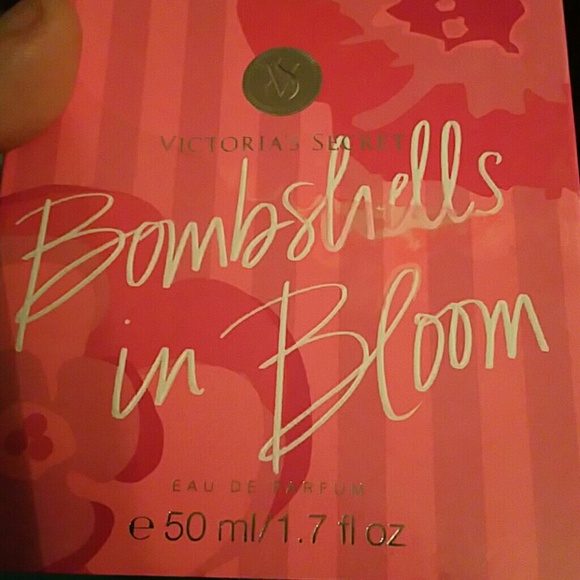 VS
VICTORIA'S SECRET
Bombshells
in Bloom
EAU DE PARFUM
e 50 ml/1.7 fl oz